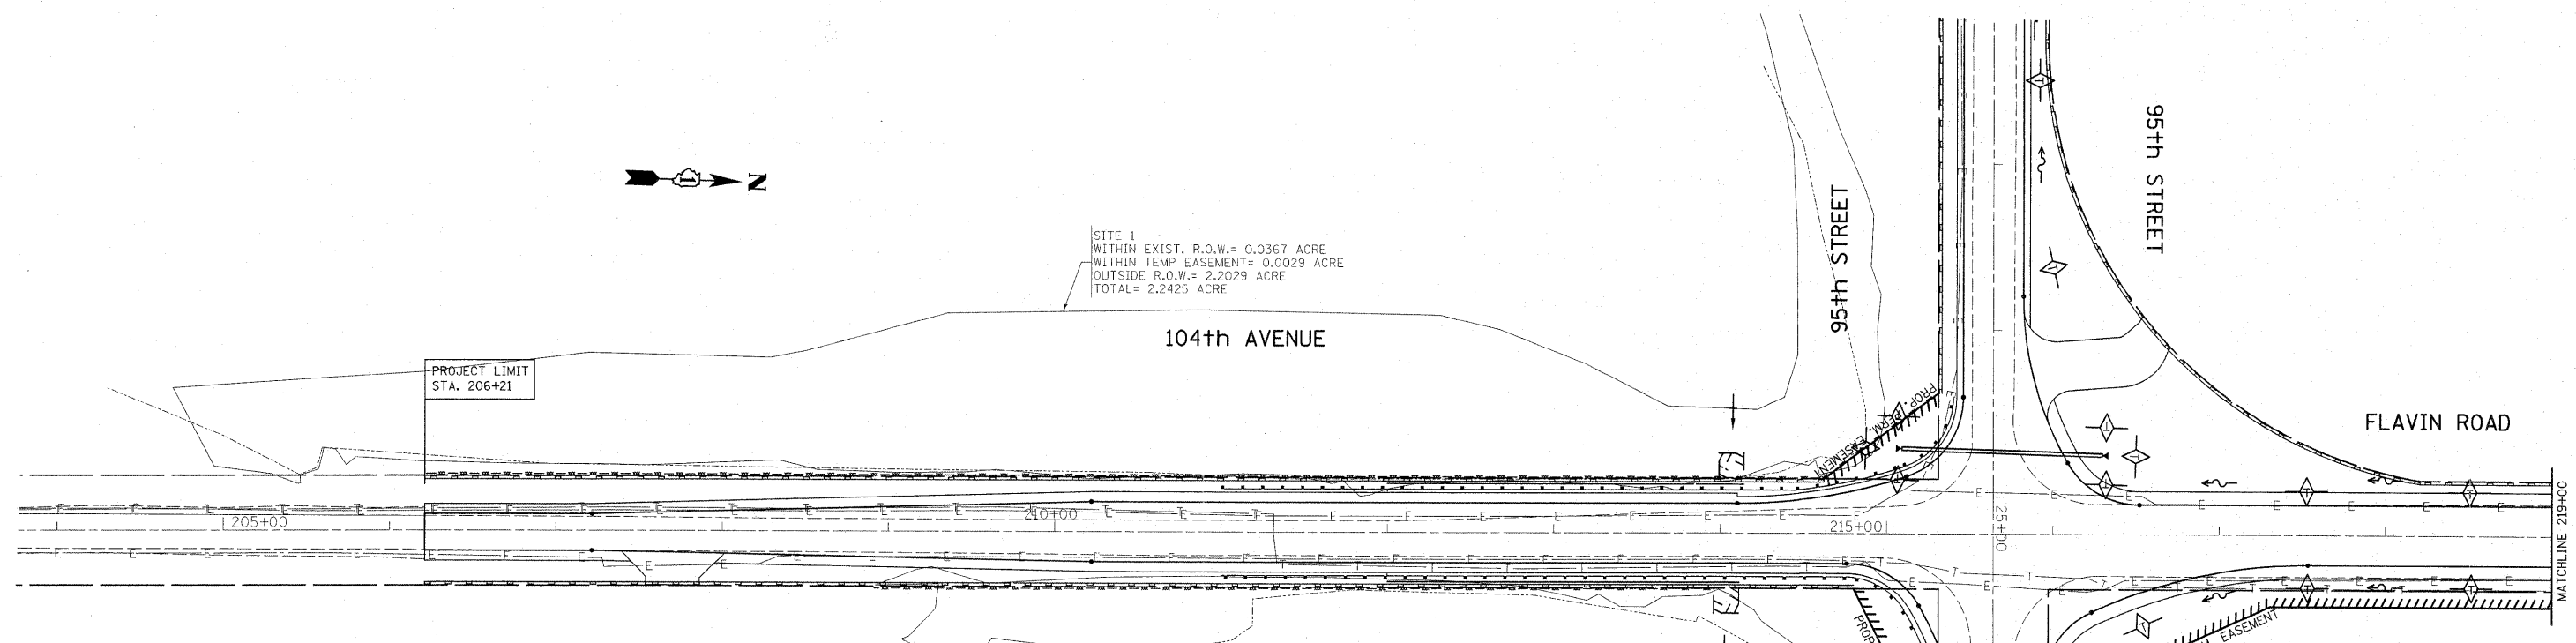 95th STREET
N
95th STREET
SITE 1
WITHIN EXIST. R.O.W.= 0.0367 ACRE
WITHIN TEMP EASEMENT= 0.0029 ACRE
OUTSIDE R.O.W.= 2.2029 ACRE
TOTAL= 2.2425 ACRE
104th AVENUE
PROJECT LIMIT
STA. 206+21
PROP. PERM. EASEMENT
FLAVIN ROAD
205+00
210+00
215+00
25+00
MATCHLINE 219+00
PROP
EASEMENT